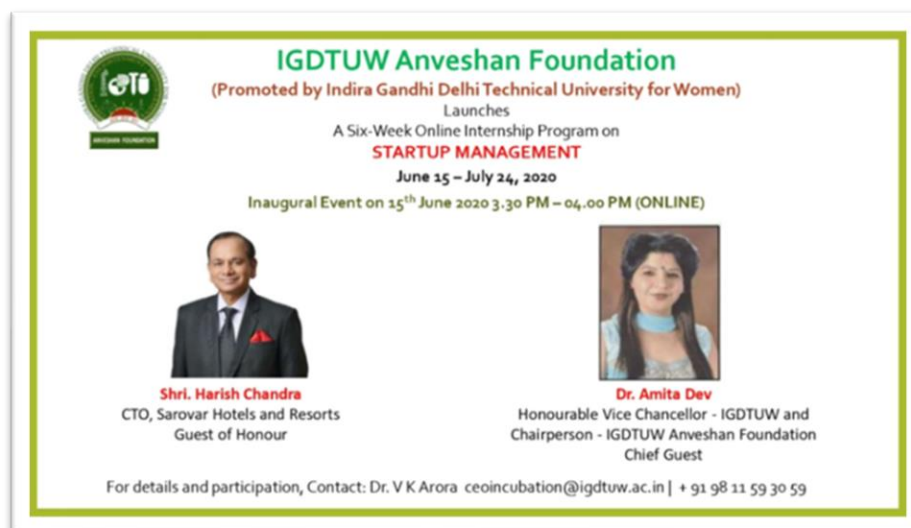 IGDTUW Anveshan Foundation
(Promoted by Indira Gandhi Delhi Technical University for Women)
Launches
A Six-Week Online Internship Program on
STARTUP MANAGEMENT
June 15 – July 24, 2020
Inaugural Event on 15th June 2020 3.30 PM – 04.00 PM (ONLINE)
ANVESHAN FOUNDATION
Shri. Harish Chandra
CTO, Sarovar Hotels and Resorts
Guest of Honour
Dr. Amita Dev
Honourable Vice Chancellor - IGDTUW and
Chairperson - IGDTUW Anveshan Foundation
Chief Guest
For details and participation, Contact: Dr. V K Arora ceoincubation@igdtuw.ac.in | + 91 98 11 59 30 59